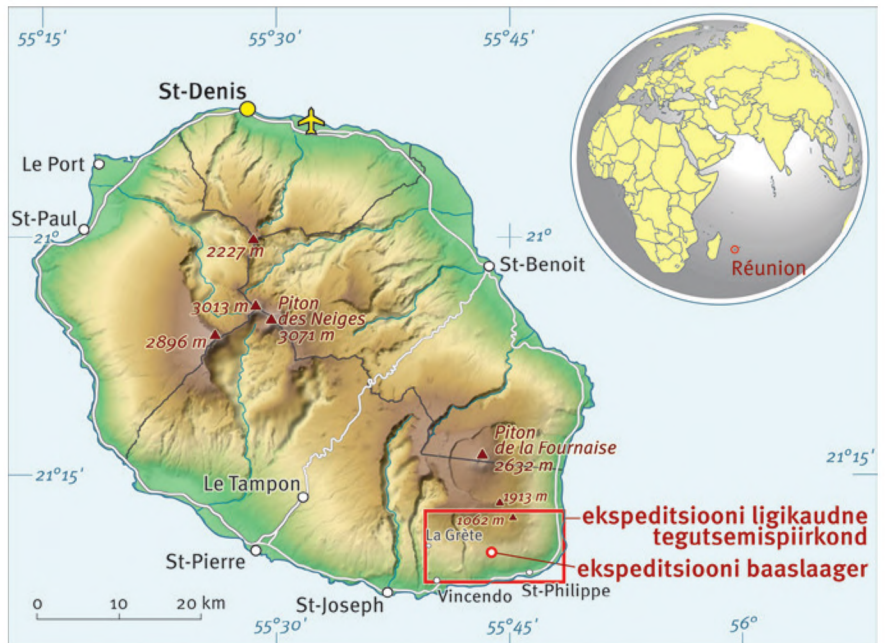 55°15'
55°30'
55°45'
St-Denis
Le Port
St-Paul
2227 m
21°
21°
Réunion
St-Benoit
3013 m
Piton
des Neiges
3071 m
2896 m
Piton
de la Fournaise
2632 m
21°15'
21°15'
Le Tampon
1913 m
1062 m
ekspeditsiooni ligikaudne
tegutsemispiirkond
La Grète
St-Pierre
ekspeditsiooni baaslaager
St-Joseph
Vincendo
St-Philippe
0 10 20 km
55°30'
55°45'
56°